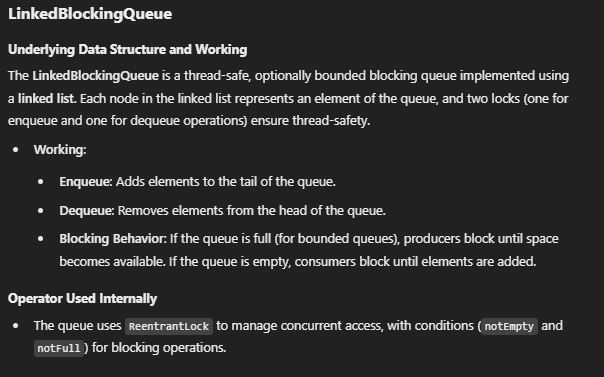 LinkedBlockingQueue
Underlying Data Structure and Working
The LinkedBlockingQueue is a thread-safe, optionally bounded blocking queue implemented using
a linked list. Each node in the linked list represents an element of the queue, and two locks (one for
enqueue and one for dequeue operations) ensure thread-safety.
• Working:
• Enqueue: Adds elements to the tail of the queue.
• Dequeue: Removes elements from the head of the queue.
• Blocking Behavior: If the queue is full (for bounded queues), producers block until space
becomes available. If the queue is empty, consumers block until elements are added.
Operator Used Internally
• The queue uses ReentrantLock to manage concurrent access, with conditions (notEmpty and
notFull) for blocking operations.